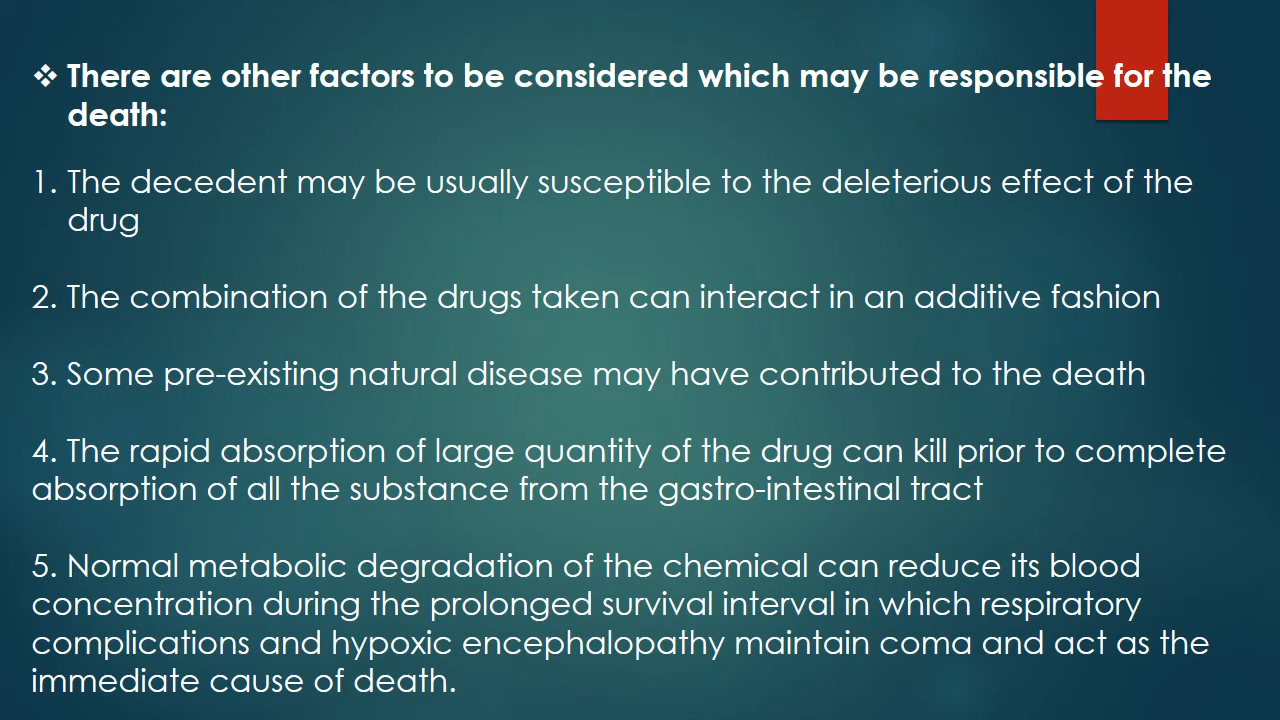 ❖ There are other factors to be considered which may be responsible for the
death:
1. The decedent may be usually susceptible to the deleterious effect of the
drug
2. The combination of the drugs taken can interact in an additive fashion
3. Some pre-existing natural disease may have contributed to the death
4. The rapid absorption of large quantity of the drug can kill prior to complete
absorption of all the substance from the gastro-intestinal tract
5. Normal metabolic degradation of the chemical can reduce its blood
concentration during the prolonged survival interval in which respiratory
complications and hypoxic encephalopathy maintain coma and act as the
immediate cause of death.